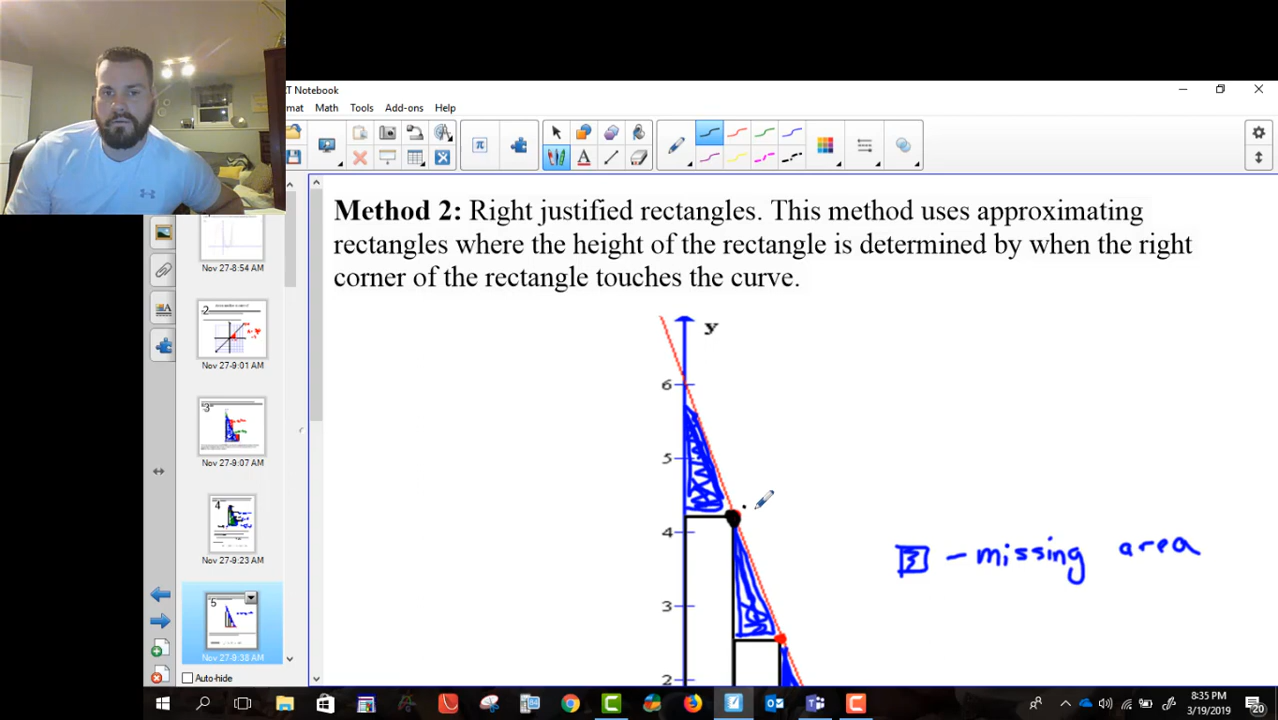 T Notebook
mat Math Tools Add-ons Help
π
A
Method 2: Right justified rectangles. This method uses approximating
rectangles where the height of the rectangle is determined by when the right
corner of the rectangle touches the curve.
y
6
5
4
3
2
- missing area
Nov 27-8:54 AM
2
Nov 27-9:01 AM
3
Nov 27-9:07 AM
4
Nov 27-9:23 AM
5
Nov 27-9:38 AM
Auto-hide
8:35 PM
3/19/2019
20